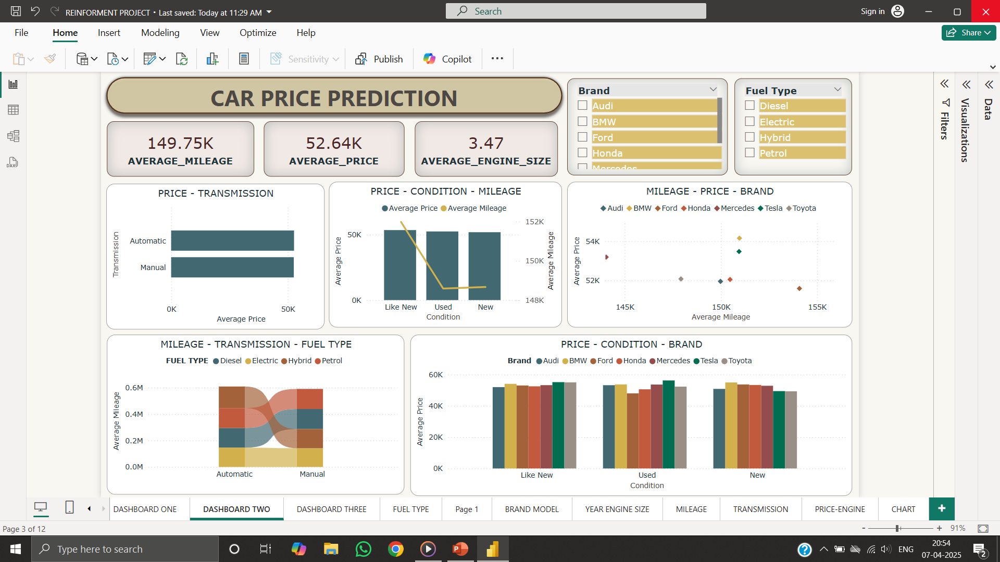 REINFORMENT PROJECT • Last saved: Today at 11:29 AM
Search
Sign in
File Home Insert Modeling View Optimize Help
Share
Sensitivity
Publish
Copilot
CAR PRICE PREDICTION
149.75K
AVERAGE_MILEAGE
52.64K
AVERAGE_PRICE
3.47
AVERAGE_ENGINE_SIZE
Brand
Audi
BMW
Ford
Honda
Mercedes
Fuel Type
Diesel
Electric
Hybrid
Petrol
Filters
Visualizations
Data
PRICE - TRANSMISSION
Transmission
Automatic
Manual
0K 50K
Average Price
PRICE - CONDITION - MILEAGE
Average Price Average Mileage
Average Price
50K
0K
152K
150K
148K
Average Mileage
Like New Used New
Condition
MILEAGE - PRICE - BRAND
Audi BMW Ford Honda Mercedes Tesla Toyota
Average Price
54K
52K
145K 150K 155K
Average Mileage
MILEAGE - TRANSMISSION - FUEL TYPE
FUEL TYPE Diesel Electric Hybrid Petrol
Average Mileage
0.6M
0.4M
0.2M
0.0M
Automatic Manual
PRICE - CONDITION - BRAND
Brand Audi BMW Ford Honda Mercedes Tesla Toyota
Average Price
60K
40K
20K
0K
Like New Used New
Condition
DASHBOARD ONE DASHBOARD TWO DASHBOARD THREE FUEL TYPE Page 1 BRAND MODEL YEAR ENGINE SIZE MILEAGE TRANSMISSION PRICE-ENGINE CHART
Page 3 of 12
- + 91%
Type here to search
ENG
20:54
07-04-2025
2